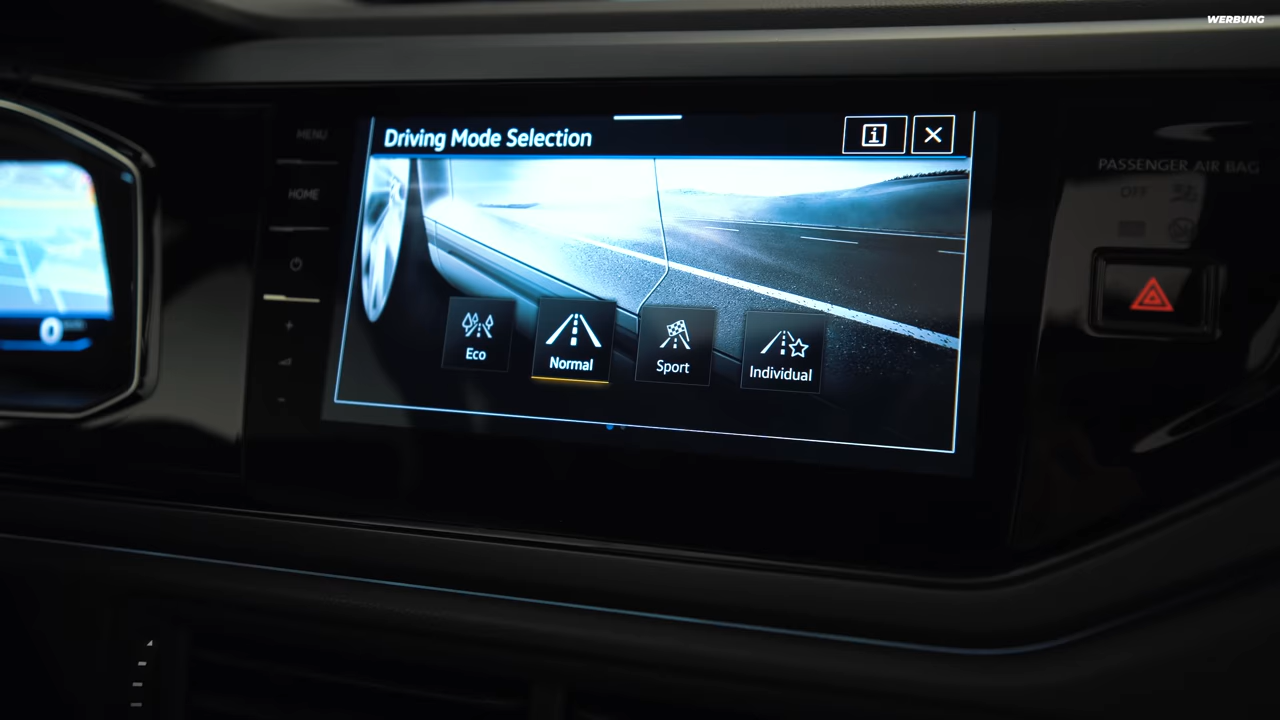 WERBUNG
MENU
HOME
Driving Mode Selection
Eco
Normal
Sport
Individual
PASSENGER AIR BAG
OFF